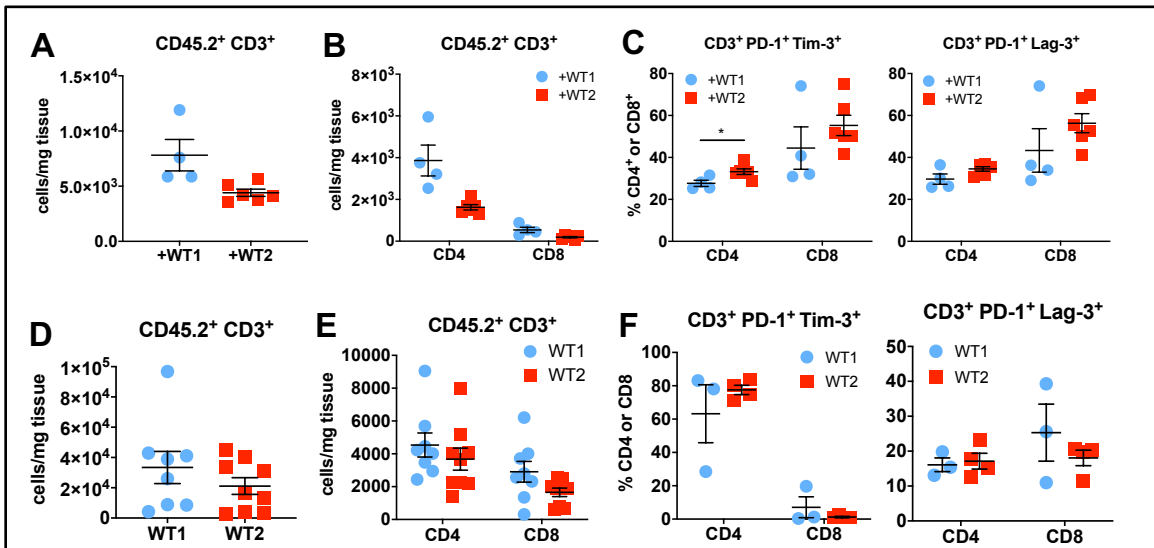 A
CD45.2⁺ CD3⁺
cells/mg tissue
1.5×10⁴
1.0×10⁴
5.0×10³
0.0
+WT1
+WT2
B
CD45.2⁺ CD3⁺
cells/mg tissue
8×10³
6×10³
4×10³
2×10³
0
+WT1
+WT2
CD4
CD8
C
CD3⁺ PD-1⁺ Tim-3⁺
% CD4⁺ or CD8⁺
80
60
40
20
0
+WT1
+WT2
*
CD4
CD8
CD3⁺ PD-1⁺ Lag-3⁺
80
60
40
20
0
+WT1
+WT2
CD4
CD8
D
CD45.2⁺ CD3⁺
cells/mg tissue
1×10⁵
8×10⁴
6×10⁴
4×10⁴
2×10⁴
0
WT1
WT2
E
CD45.2⁺ CD3⁺
cells/mg tissue
10000
8000
6000
4000
2000
0
WT1
WT2
CD4
CD8
F
CD3⁺ PD-1⁺ Tim-3⁺
% CD4 or CD8
100
80
60
40
20
0
WT1
WT2
CD4
CD8
CD3⁺ PD-1⁺ Lag-3⁺
50
40
30
20
10
0
WT1
WT2
CD4
CD8